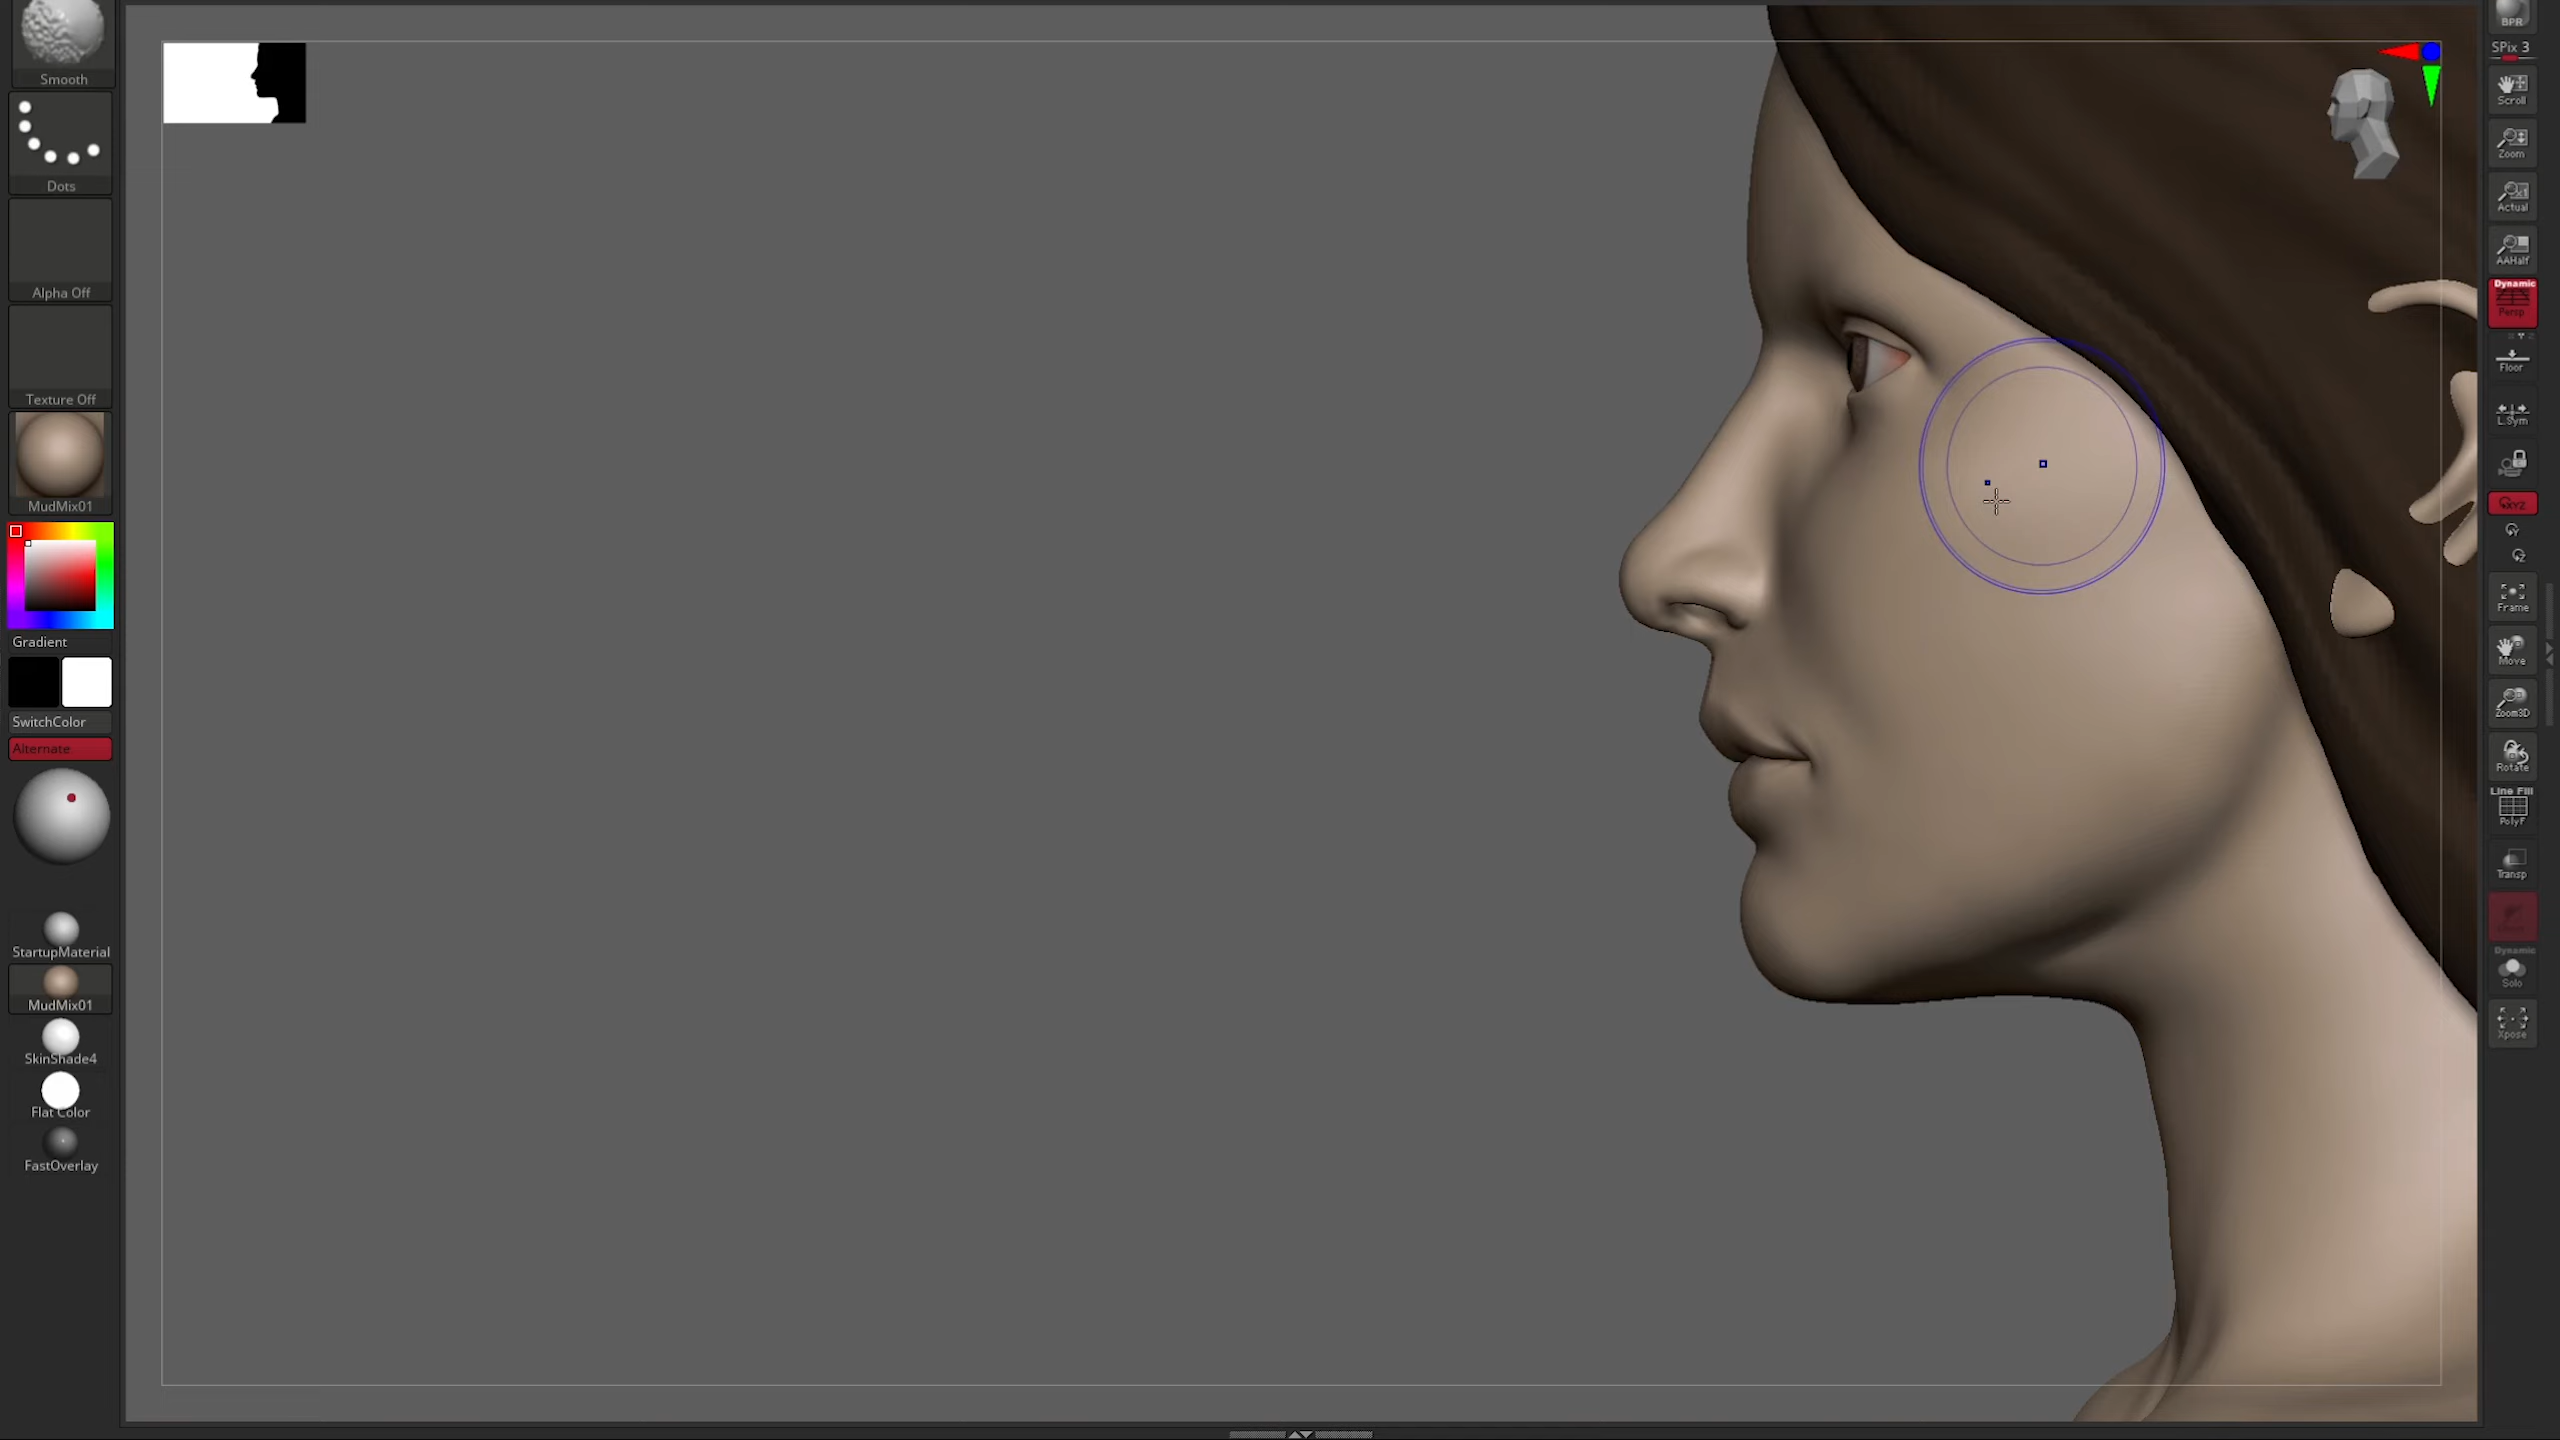 Smooth
Dots
Alpha Off
Texture Off
MudMix01
Gradient
SwitchColor
Alternate
StartupMaterial
MudMix01
SkinShade4
Flat Color
FastOverlay
BPR
SPix 3
Scroll
Zoom
Actual
AAHalf
Dynamic
Persp
Floor
L.Sym
XYZ
Frame
Move
Zoom3D
Rotate
Line Fill
PolyF
Transp
Dynamic
Solo
Xpose